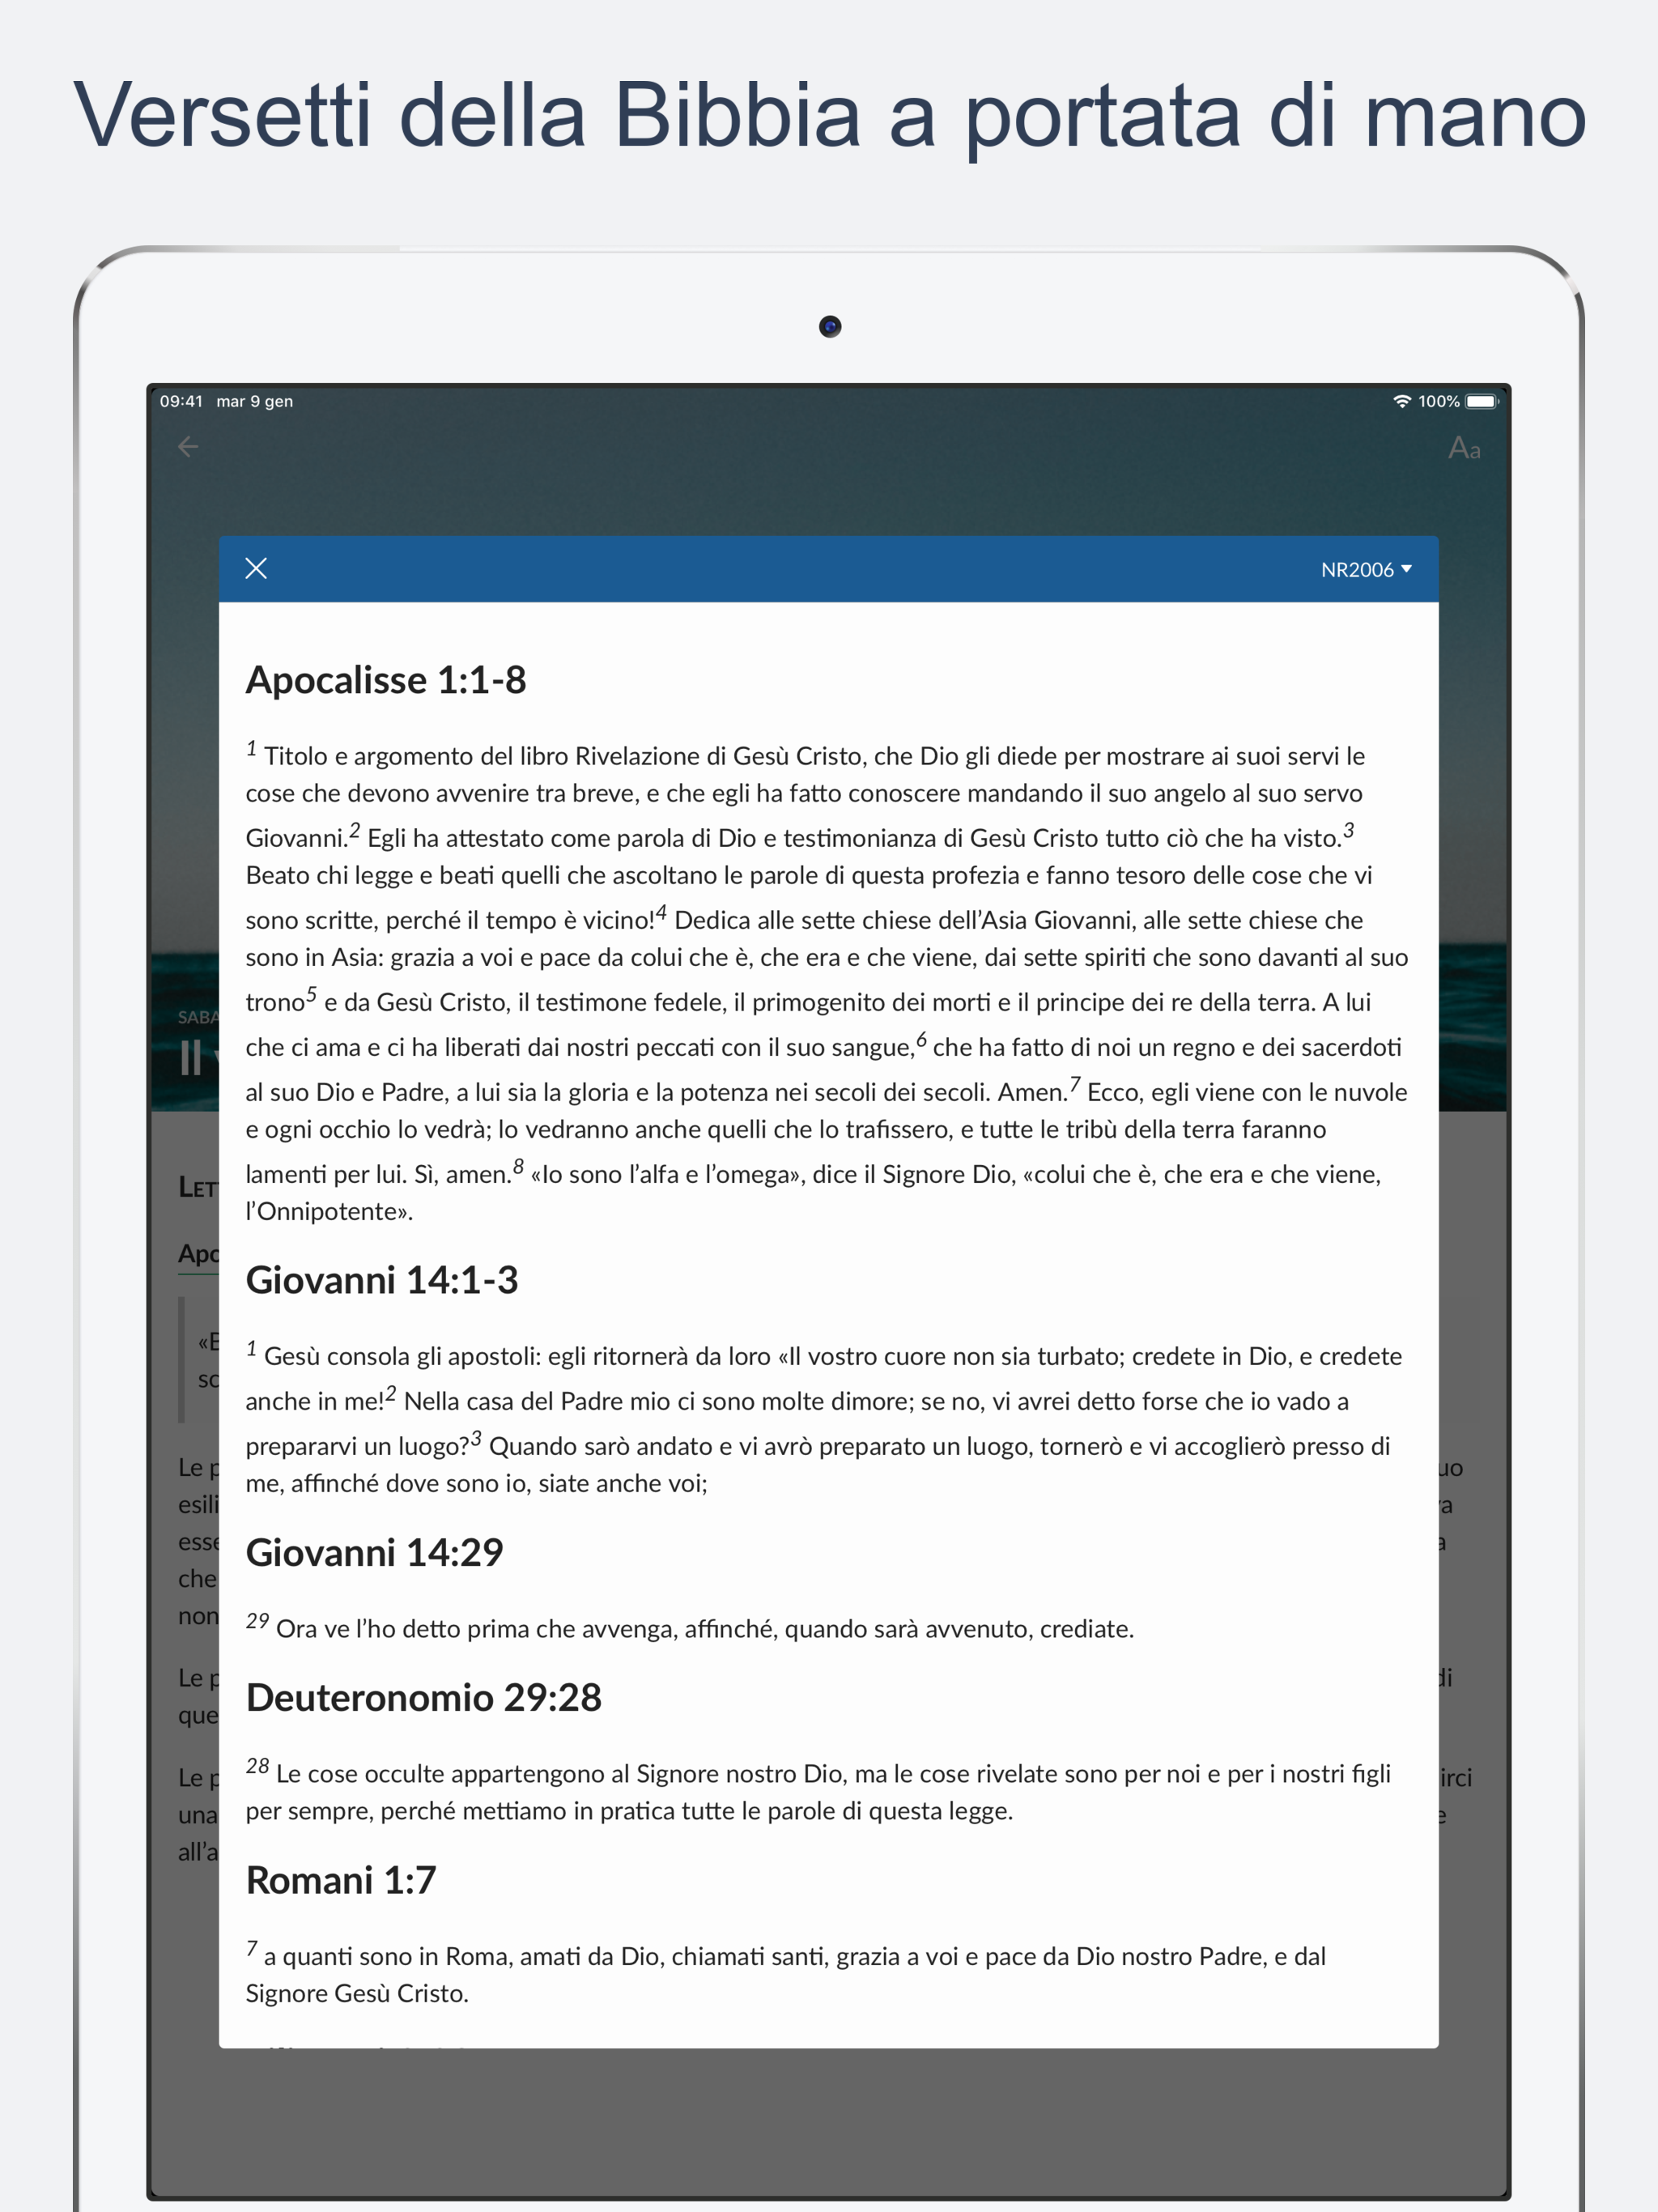 Versetti della Bibbia a portata di mano
09:41 mar 9 gen 100%
Aa
NR2006
Apocalisse 1:1-8
1 Titolo e argomento del libro Rivelazione di Gesù Cristo, che Dio gli diede per mostrare ai suoi servi le
cose che devono avvenire tra breve, e che egli ha fatto conoscere mandando il suo angelo al suo servo
Giovanni.2 Egli ha attestato come parola di Dio e testimonianza di Gesù Cristo tutto ciò che ha visto.3
Beato chi legge e beati quelli che ascoltano le parole di questa profezia e fanno tesoro delle cose che vi
sono scritte, perché il tempo è vicino!4 Dedica alle sette chiese dell’Asia Giovanni, alle sette chiese che
sono in Asia: grazia a voi e pace da colui che è, che era e che viene, dai sette spiriti che sono davanti al suo
trono5 e da Gesù Cristo, il testimone fedele, il primogenito dei morti e il principe dei re della terra. A lui
che ci ama e ci ha liberati dai nostri peccati con il suo sangue,6 che ha fatto di noi un regno e dei sacerdoti
al suo Dio e Padre, a lui sia la gloria e la potenza nei secoli dei secoli. Amen.7 Ecco, egli viene con le nuvole
e ogni occhio lo vedrà; lo vedranno anche quelli che lo trafissero, e tutte le tribù della terra faranno
lamenti per lui. Sì, amen.8 «Io sono l’alfa e l’omega», dice il Signore Dio, «colui che è, che era e che viene,
l’Onnipotente».
Giovanni 14:1-3
1 Gesù consola gli apostoli: egli ritornerà da loro «Il vostro cuore non sia turbato; credete in Dio, e credete
anche in me!2 Nella casa del Padre mio ci sono molte dimore; se no, vi avrei detto forse che io vado a
prepararvi un luogo?3 Quando sarò andato e vi avrò preparato un luogo, tornerò e vi accoglierò presso di
me, affinché dove sono io, siate anche voi;
Giovanni 14:29
29 Ora ve l’ho detto prima che avvenga, affinché, quando sarà avvenuto, crediate.
Deuteronomio 29:28
28 Le cose occulte appartengono al Signore nostro Dio, ma le cose rivelate sono per noi e per i nostri figli
per sempre, perché mettiamo in pratica tutte le parole di questa legge.
Romani 1:7
7 a quanti sono in Roma, amati da Dio, chiamati santi, grazia a voi e pace da Dio nostro Padre, e dal
Signore Gesù Cristo.